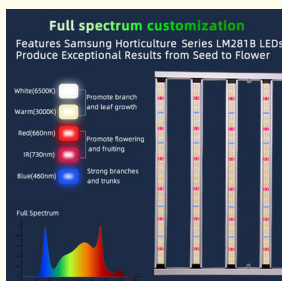 Full spectrum customization
Features Samsung Horticulture Series LM281B LEDs
Produce Exceptional Results from Seed to Flower
White(6500K)
Promote branch
and leaf growth
Warm(3000K)
Red(660nm)
Promote flowering
and fruiting
IR(730nm)
Blue(460nm)
Strong branches
and trunks
Full Spectrum